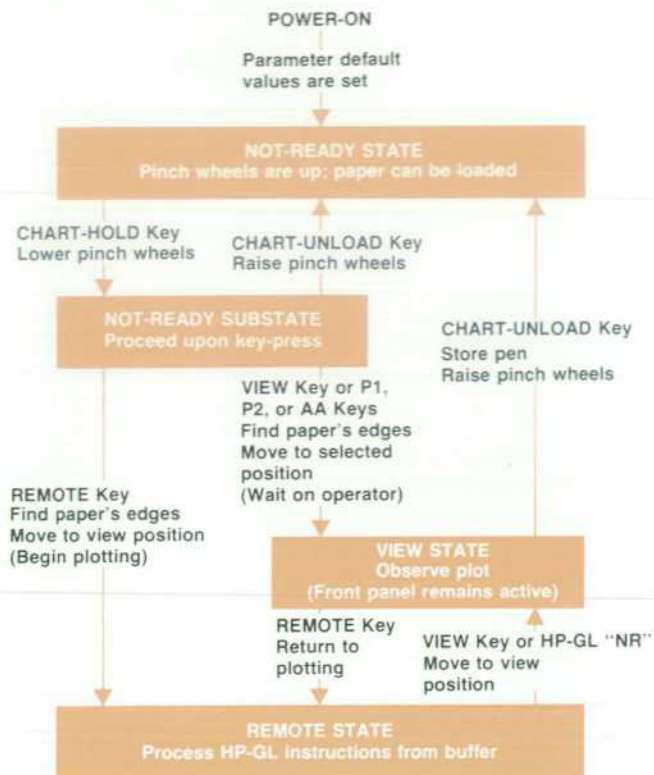 POWER-ON
Parameter default
values are set
NOT-READY STATE
Pinch wheels are up; paper can be loaded
CHART-HOLD Key
Lower pinch wheels
CHART-UNLOAD Key
Raise pinch wheels
NOT-READY SUBSTATE
Proceed upon key-press
CHART-UNLOAD Key
Store pen
Raise pinch wheels
VIEW Key or P1,
P2, or AA Keys
Find paper's edges
Move to selected
position
(Wait on operator)
REMOTE Key
Find paper's edges
Move to view position
(Begin plotting)
VIEW STATE
Observe plot
(Front panel remains active)
REMOTE Key
Return to
plotting
VIEW Key or HP-GL "NR"
Move to view
position
REMOTE STATE
Process HP-GL instructions from buffer